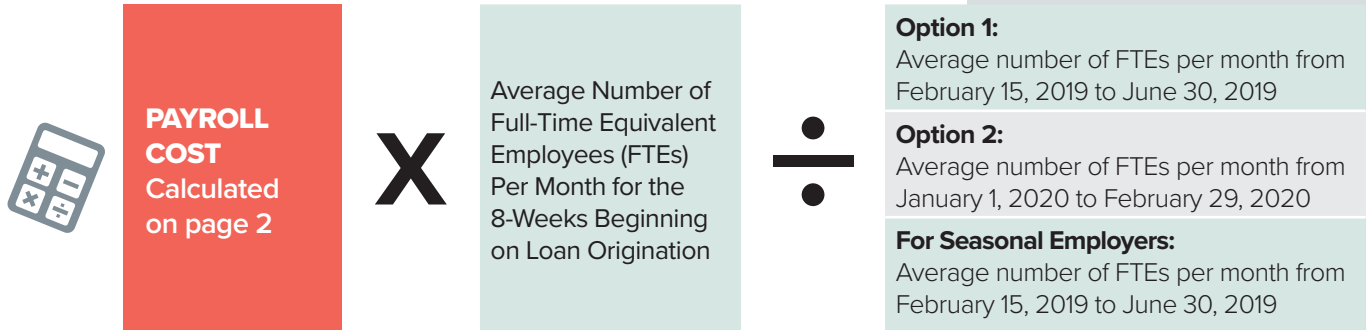 PAYROLL
COST
Calculated
on page 2
X
Average Number of
Full-Time Equivalent
Employees (FTEs)
Per Month for the
8-Weeks Beginning
on Loan Origination
÷
Option 1:
Average number of FTEs per month from
February 15, 2019 to June 30, 2019
Option 2:
Average number of FTEs per month from
January 1, 2020 to February 29, 2020
For Seasonal Employers:
Average number of FTEs per month from
February 15, 2019 to June 30, 2019